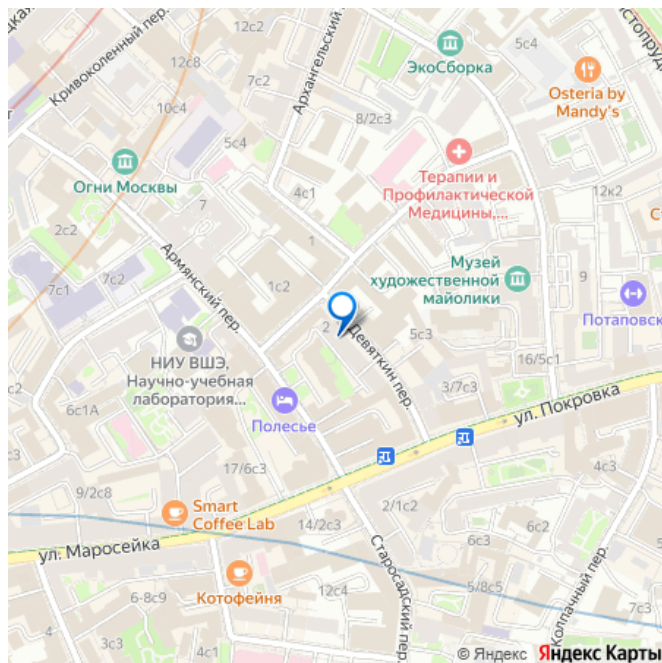 Кривоколенный пер.
12с8
5с4
7с2
Архангельский
ЭкоСборка
Osteria by
Mandy's
10с4
8/2с3
5с4
Огни Москвы
Терапии и
Профилактической
Медицины,...
4с1
12к2
7
2с2
1
Армянский пер.
7с2
1с2
7с1
Музей
художественной
майолики
9
Потаповск
2
Девяткин пер.
5с3
НИУ ВШЭ,
Научно-учебная
лаборатория...
16/5с1
3/7с3
6с1А
Полесье
ул. Покровка
17/6с3
4с3
9/2с8
Smart
Coffee Lab
2/1с2
6с2
14/2с3
6с3
ул. Маросейка
Старосадский пер.
Колпачный пер.
Котофейня
12с4
5/8с5
6-8с9
7с3
3с3
4с3
© Яндекс Яндекс Карты